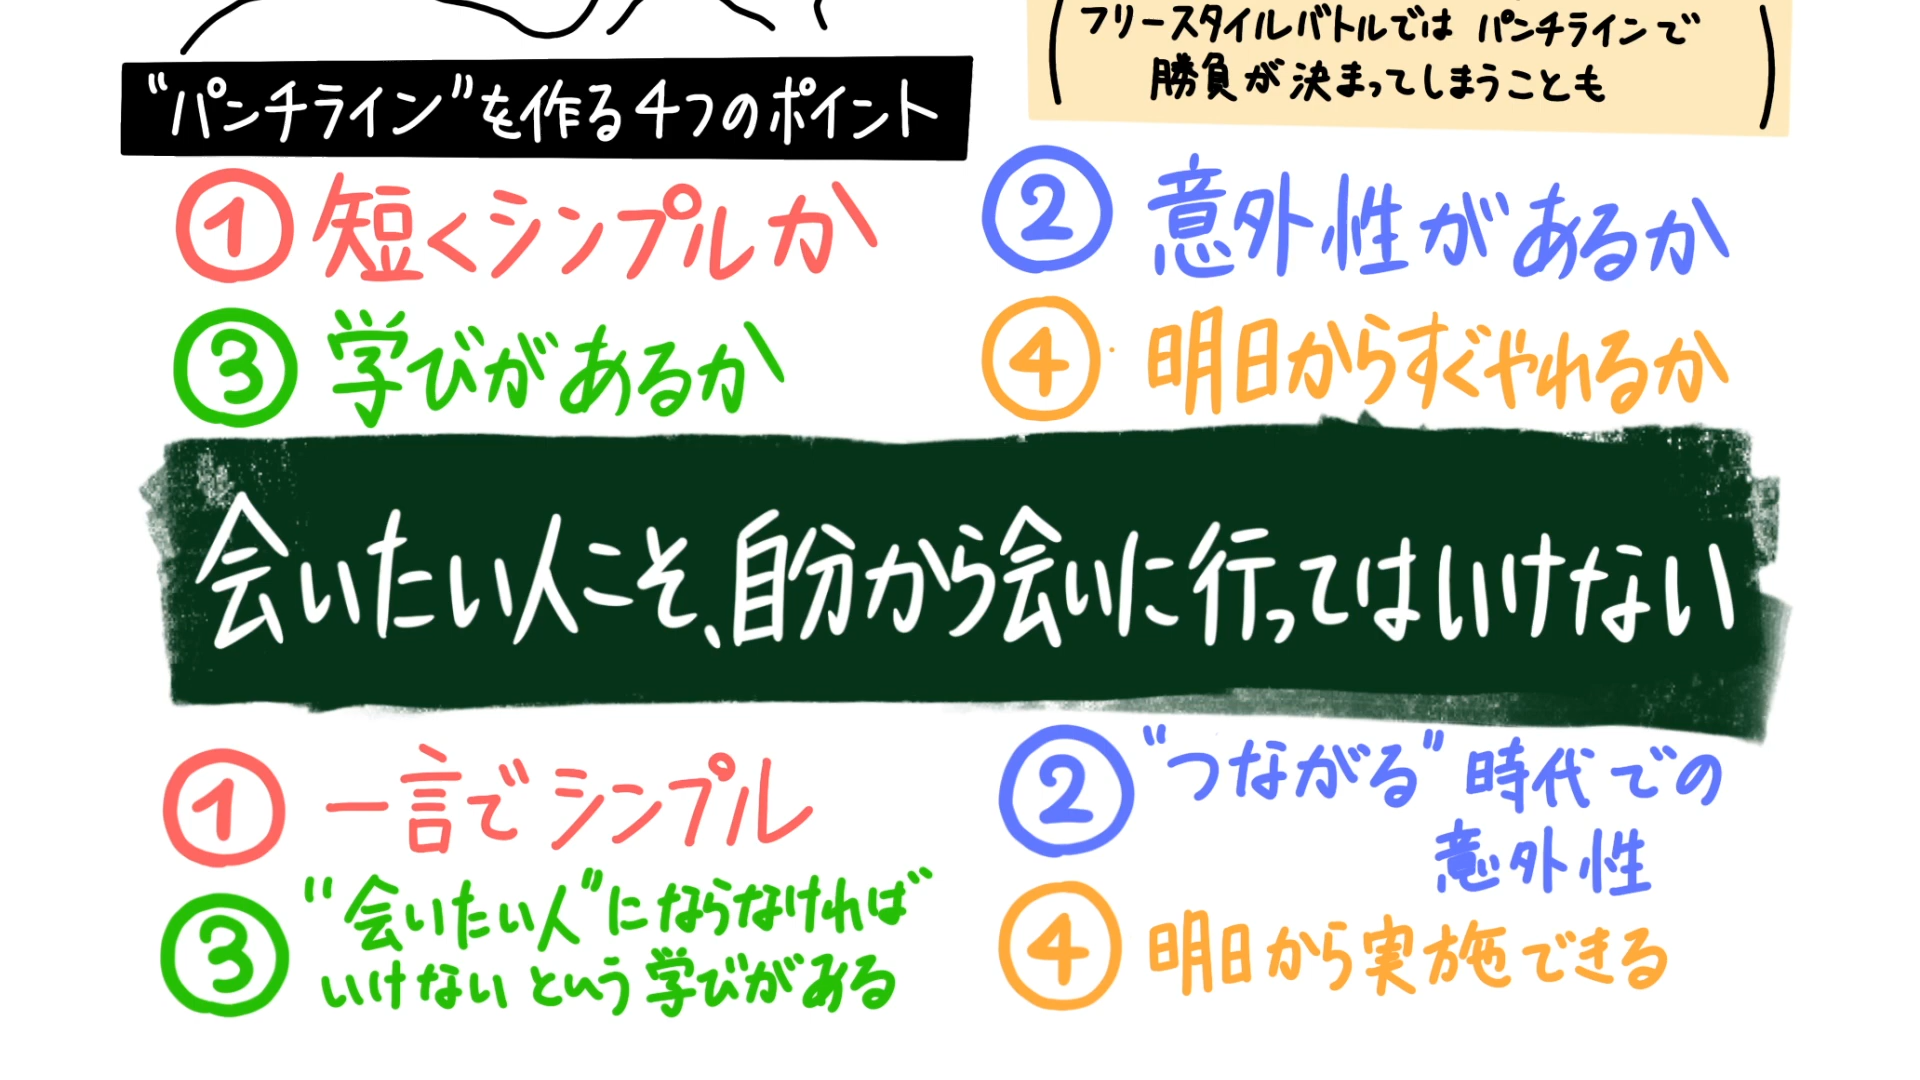 フリースタイルバトルでは パンチラインで
勝負が決まってしまうことも
“パンチライン”を作る4つのポイント
① 短くシンプルか
② 意外性があるか
③ 学びがあるか
④ 明日からすぐやれるか
会いたい人こそ、自分から会いに行ってはいけない
① 一言でシンプル
② “つながる”時代での
意外性
③ “会いたい人”にならなければ
いけないという学びがある
④ 明日から実施できる